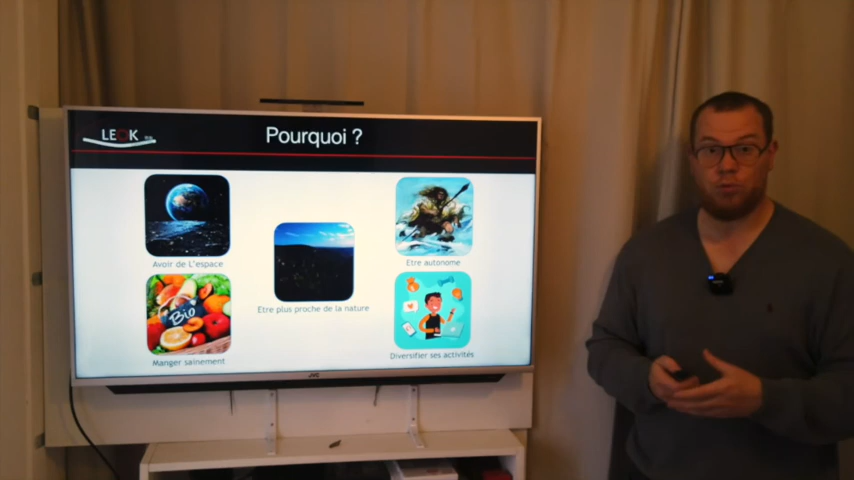 LEOK
Pourquoi ?
Avoir de L'espace
Etre autonome
Bio
Etre plus proche de la nature
Manger sainement
Diversifier ses activités
JVC